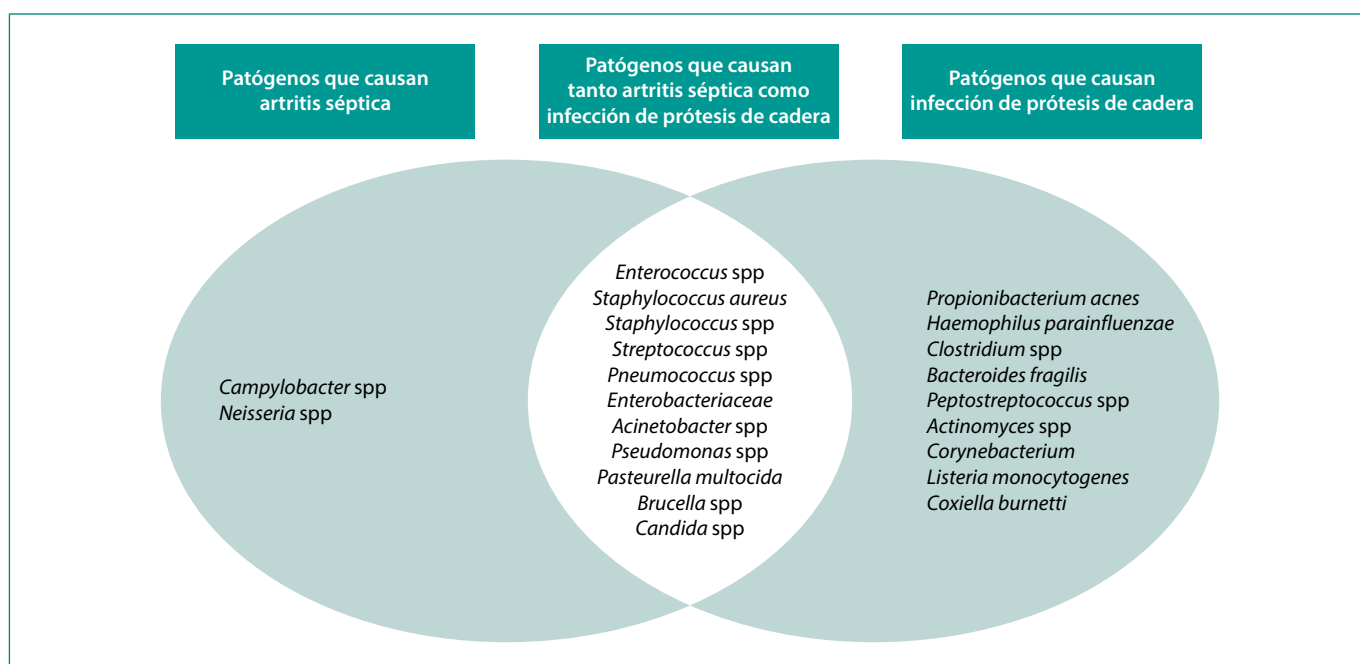 Patógenos que causan
artritis séptica
Patógenos que causan
tanto artritis séptica como
infección de prótesis de cadera
Patógenos que causan
infección de prótesis de cadera
Campylobacter spp
Neisseria spp
Enterococcus spp
Staphylococcus aureus
Staphylococcus spp
Streptococcus spp
Pneumococcus spp
Enterobacteriaceae
Acinetobacter spp
Pseudomonas spp
Pasteurella multocida
Brucella spp
Candida spp
Propionibacterium acnes
Haemophilus parainfluenzae
Clostridium spp
Bacteroides fragilis
Peptostreptococcus spp
Actinomyces spp
Corynebacterium
Listeria monocytogenes
Coxiella burnetti